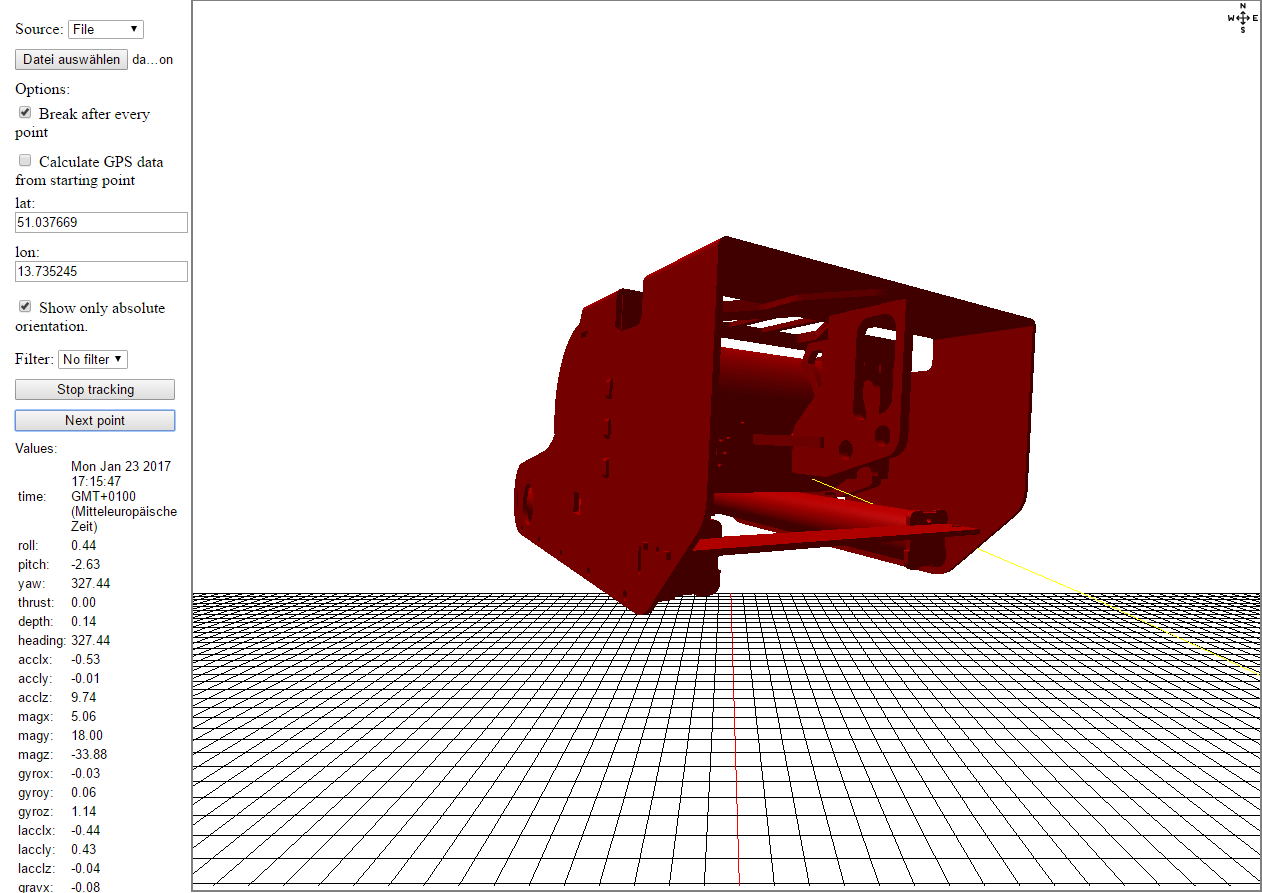 Source: File
Datei auswählen da...on
Options:
Break after every
point
Calculate GPS data
from starting point
lat:
51.037669
lon:
13.735245
Show only absolute
orientation.
Filter: No filter
Stop tracking
Next point
Values:
time: Mon Jan 23 2017
17:15:47
GMT+0100
(Mitteleuropäische
Zeit)
roll: 0.44
pitch: -2.63
yaw: 327.44
thrust: 0.00
depth: 0.14
heading: 327.44
acclx: -0.53
accly: -0.01
acclz: 9.74
magx: 5.06
magy: 18.00
magz: -33.88
gyrox: -0.03
gyroy: 0.06
gyroz: 1.14
lacclx: -0.44
laccly: 0.43
lacclz: -0.04
gravx: -0.08
N
W E
S